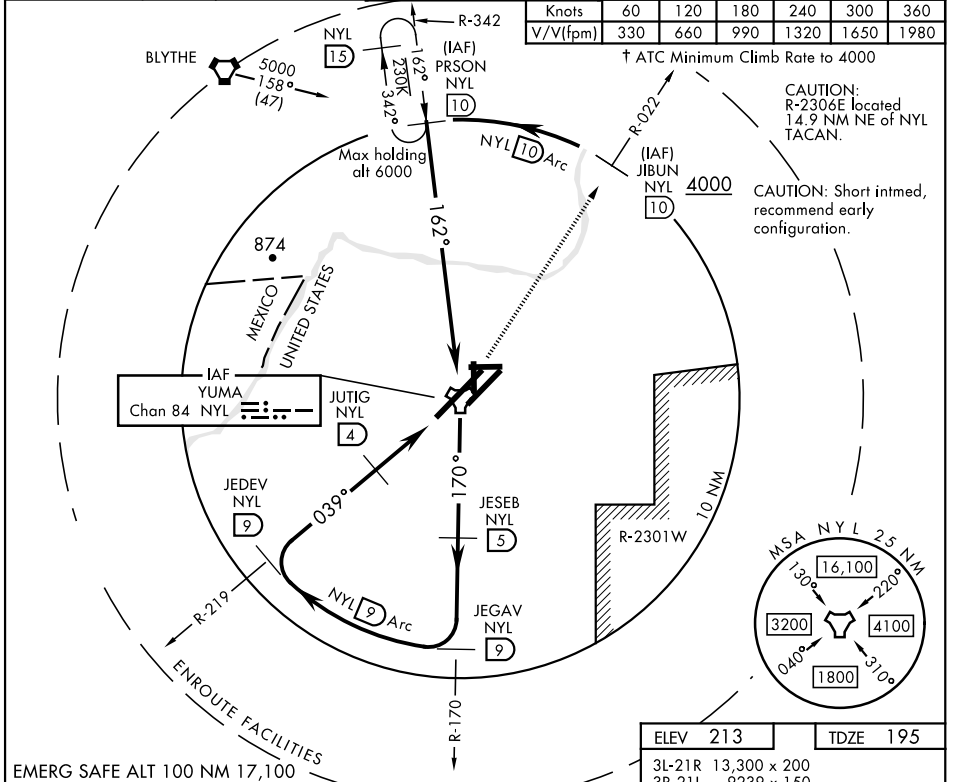 Knots 60 120 180 240 300 360
V/V(fpm) 330 660 990 1320 1650 1980
† ATC Minimum Climb Rate to 4000
R-342
NYL
15
BLYTHE
5000
158°
(47)
162°
230K
342°
(IAF)
PRSON
NYL
10
Max holding
alt 6000
NYL 10 Arc
R-022
CAUTION:
R-2306E located
14.9 NM NE of NYL
TACAN.
(IAF)
JIBUN
NYL
10
4000
CAUTION: Short intmed,
recommend early
configuration.
162°
874
MEXICO
UNITED STATES
IAF
YUMA
Chan 84 NYL
JUTIG
NYL
4
JEDEV
NYL
9
039°
170°
JESEB
NYL
5
10 NM
R-2301W
NYL 9 Arc
JEGAV
NYL
9
R-219
R-170
ENROUTE FACILITIES
MSA NYL 25 NM
130°
16,100
220°
3200
4100
040°
1800
310°
EMERG SAFE ALT 100 NM 17,100
ELEV 213
TDZE 195
3L-21R 13,300 x 200
3R-21L 9239 x 150